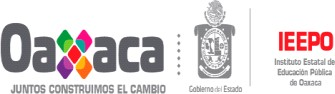 Oaxaca
JUNTOS CONSTRUIMOS EL CAMBIO
Gobierno del Estado
IEEPO
Instituto Estatal de
Educación Pública
de Oaxaca